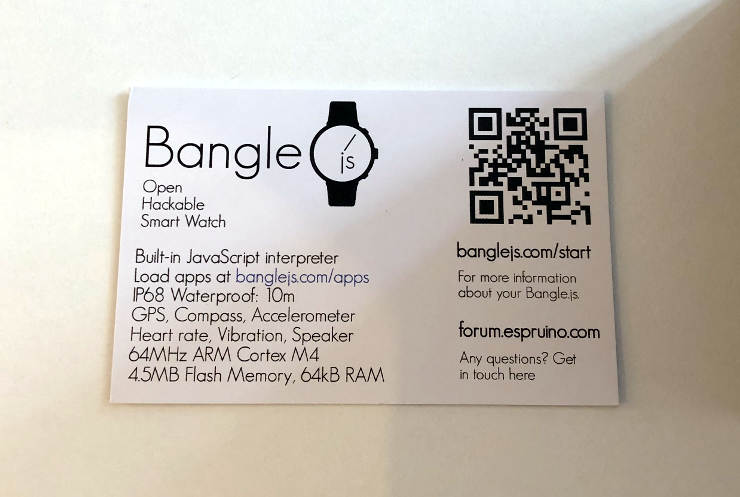 Bangle
js
Open
Hackable
Smart Watch
Built-in JavaScript interpreter
Load apps at banglejs.com/apps
IP68 Waterproof: 10m
GPS, Compass, Accelerometer
Heart rate, Vibration, Speaker
64MHz ARM Cortex M4
4.5MB Flash Memory, 64kB RAM
banglejs.com/start
For more information
about your Bangle.js.
forum.espruino.com
Any questions? Get
in touch here